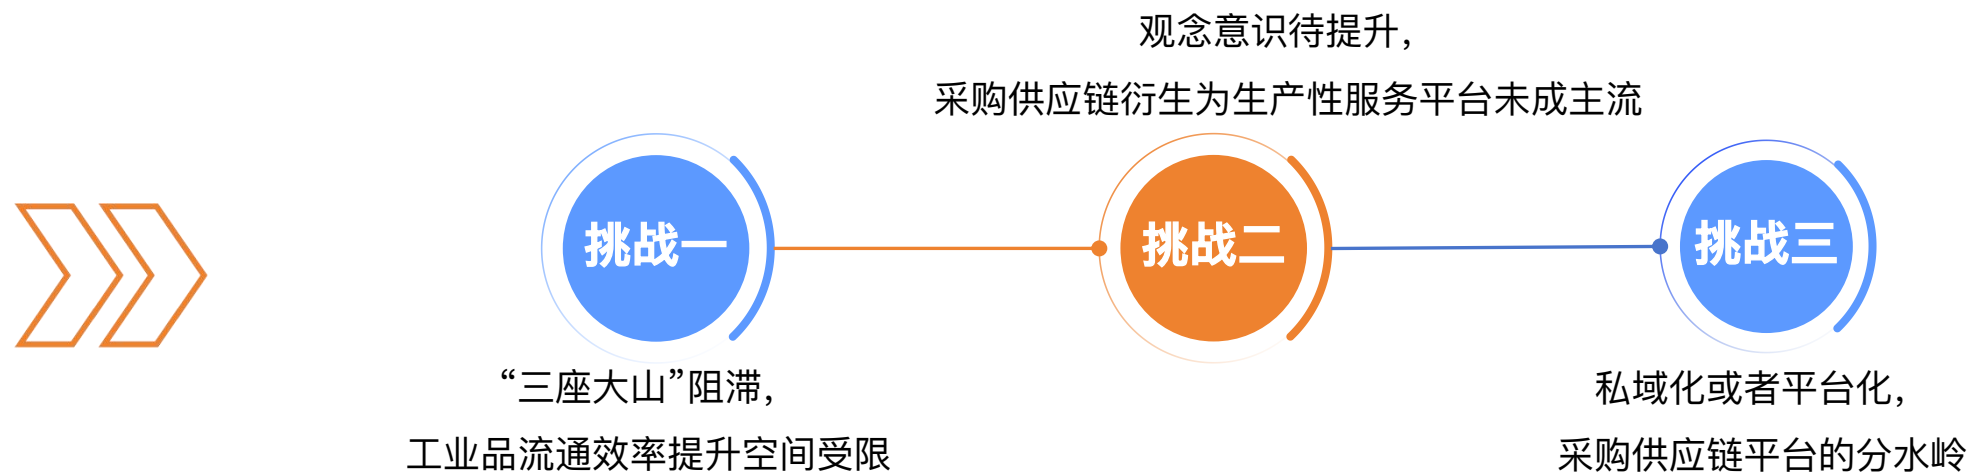 观念意识待提升，
采购供应链衍生为生产性服务平台未成主流
挑战一
挑战二
挑战三
“三座大山”阻滞，
工业品流通效率提升空间受限
私域化或者平台化，
采购供应链平台的分水岭